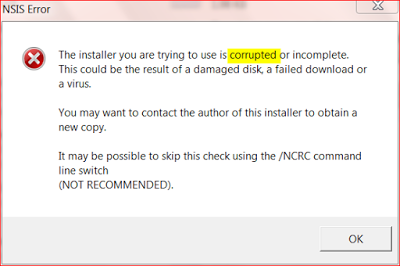 NSIS Error
The installer you are trying to use is corrupted or incomplete.
This could be the result of a damaged disk, a failed download or
a virus.
You may want to contact the author of this installer to obtain a
new copy.
It may be possible to skip this check using the /NCRC command
line switch
(NOT RECOMMENDED).
OK